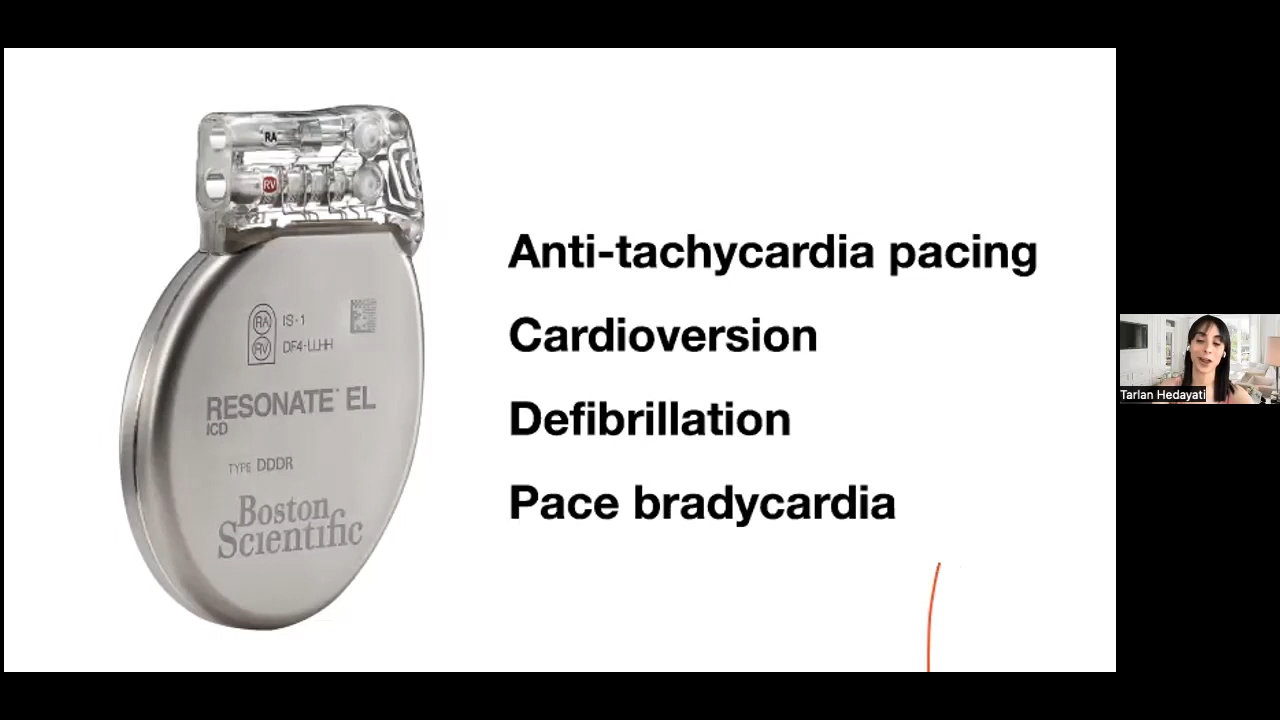 RA
RV
RA IS-1
RV DF4-LLHH
RESONATE™ EL
ICD
TYPE DDDR
Boston
Scientific
Anti-tachycardia pacing
Cardioversion
Defibrillation
Pace bradycardia
Tarlan Hedayati